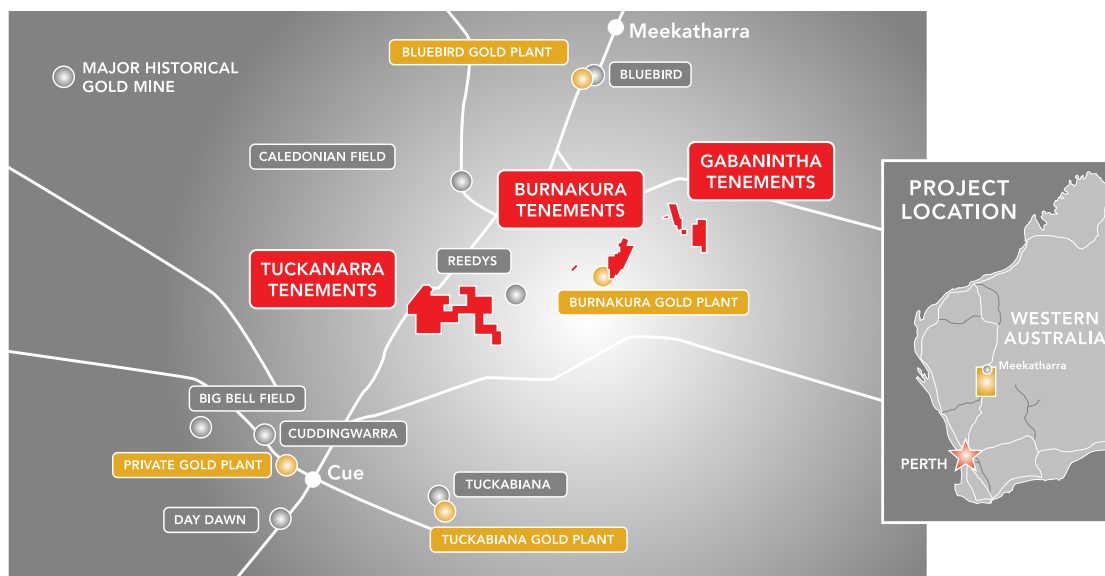 Meekatharra
BLUEBIRD GOLD PLANT
MAJOR HISTORICAL
GOLD MINE
BLUEBIRD
CALEDONIAN FIELD
GABANINTHA
TENEMENTS
BURNAKURA
TENEMENTS
PROJECT
LOCATION
TUCKANARRA
TENEMENTS
REEDYS
BURNAKURA GOLD PLANT
WESTERN
AUSTRALIA
Meekatharra
BIG BELL FIELD
CUDDINGWARRA
PRIVATE GOLD PLANT
Cue
PERTH
TUCKABIANA
DAY DAWN
TUCKABIANA GOLD PLANT